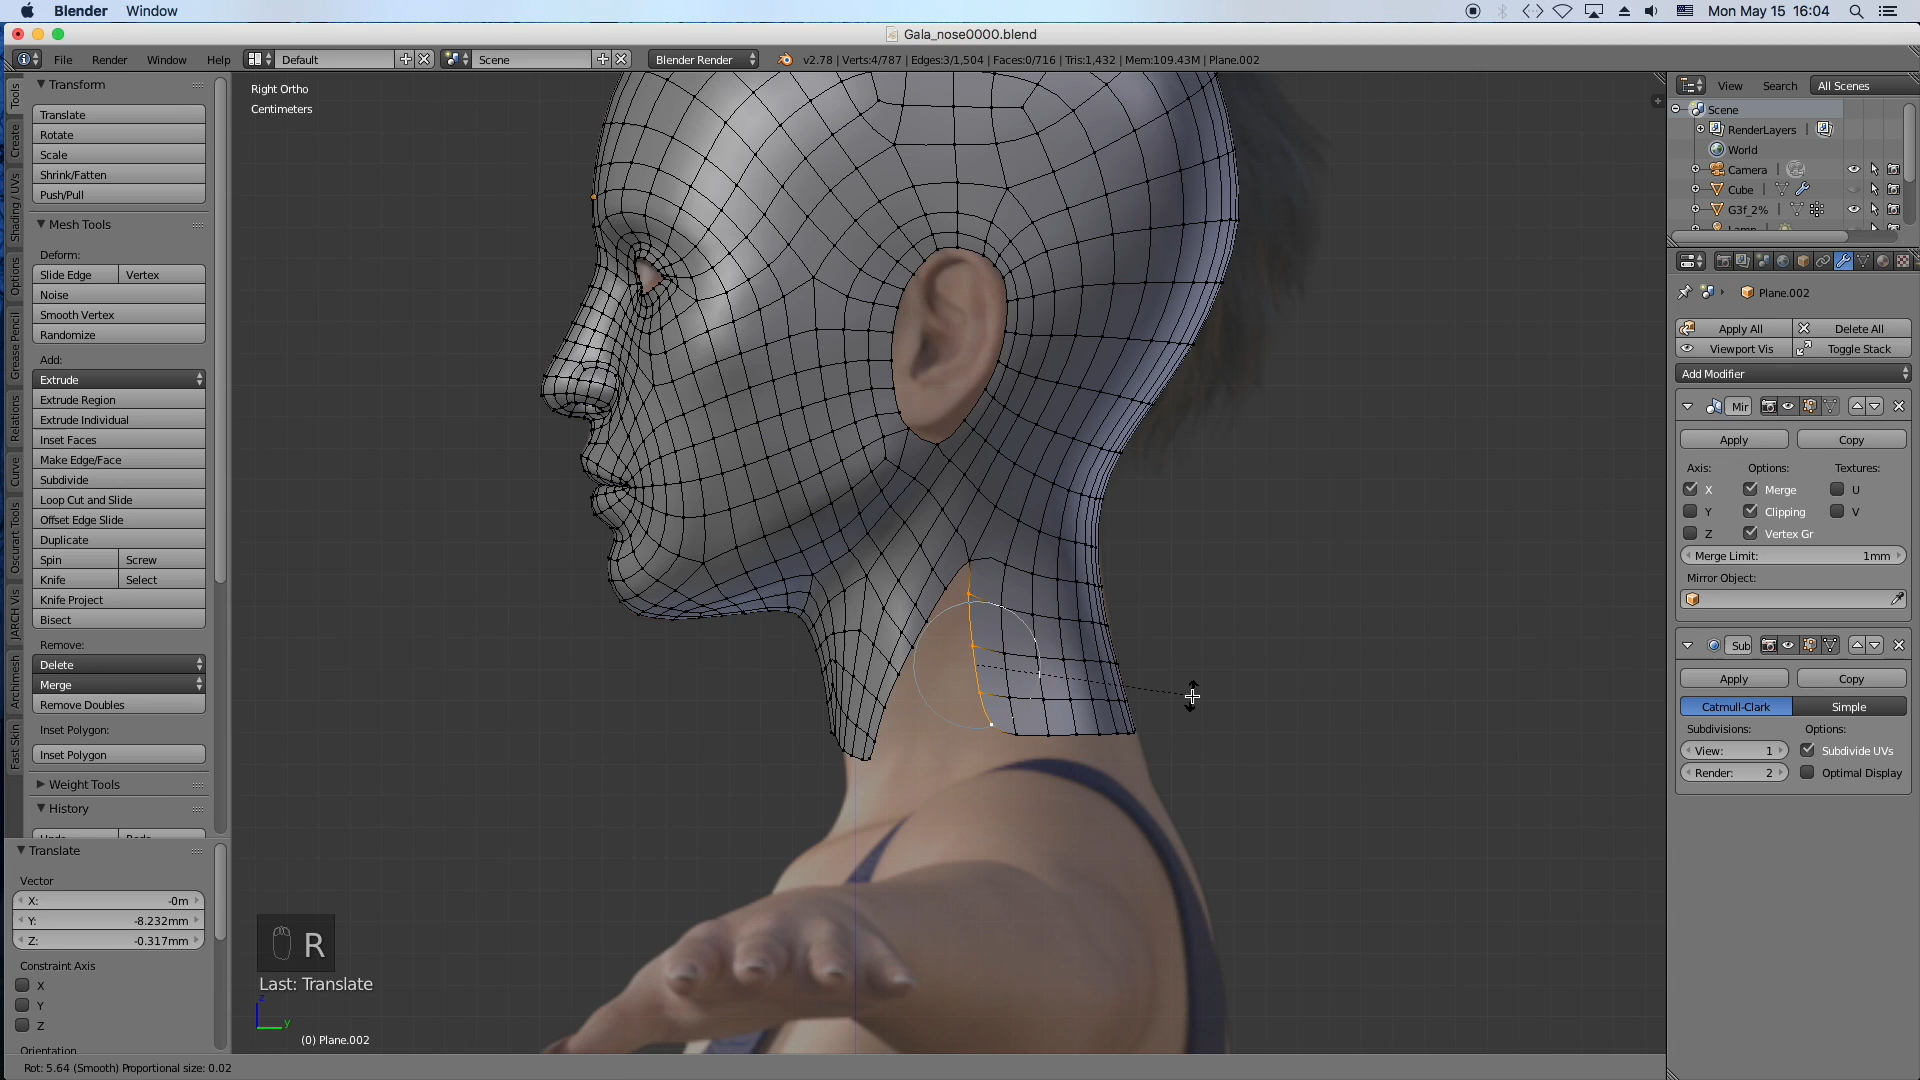 Blender Window
Mon May 15 16:04
Gala_nose0000.blend
File Render Window Help
Default
Scene
Blender Render
v2.78 | Verts:4/787 | Edges:3/1,504 | Faces:0/716 | Tris:1,432 | Mem:109.43M | Plane.002
Tools
Create
Shading / UVs
Options
Grease Pencil
Relations
Curve
Oscurart Tools
JARCH Vis
Archimesh
Fast Skin
Transform
Translate
Rotate
Scale
Shrink/Fatten
Push/Pull
Mesh Tools
Deform:
Slide Edge Vertex
Noise
Smooth Vertex
Randomize
Add:
Extrude
Extrude Region
Extrude Individual
Inset Faces
Make Edge/Face
Subdivide
Loop Cut and Slide
Offset Edge Slide
Duplicate
Spin Screw
Knife Select
Knife Project
Bisect
Remove:
Delete
Merge
Remove Doubles
Inset Polygon:
Inset Polygon
Weight Tools
History
Translate
Vector
X: -0m
Y: -8.232mm
Z: -0.317mm
Constraint Axis
X
Y
Z
Orientation
Right Ortho
Centimeters
R
Last: Translate
z
y
(0) Plane.002
Rot: 5.64 (Smooth) Proportional size: 0.02
View Search All Scenes
Scene
RenderLayers
World
Camera
Cube
G3f_2%
Plane.002
Apply All Delete All
Viewport Vis Toggle Stack
Add Modifier
Mir
Apply Copy
Axis: Options: Textures:
X Merge U
Y Clipping V
Z Vertex Gr
Merge Limit: 1mm
Mirror Object:
Sub
Apply Copy
Catmull-Clark Simple
Subdivisions: Options:
View: 1 Subdivide UVs
Render: 2 Optimal Display